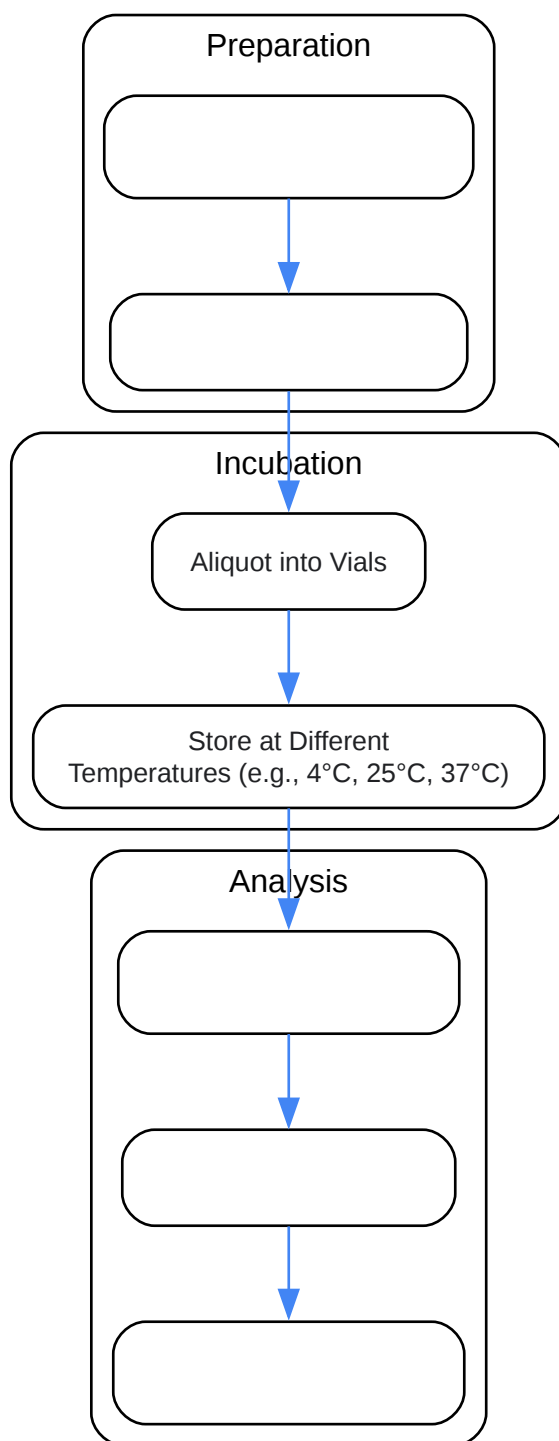 Preparation
Incubation
Aliquot into Vials
Store at Different
Temperatures (e.g., 4°C, 25°C, 37°C)
Analysis